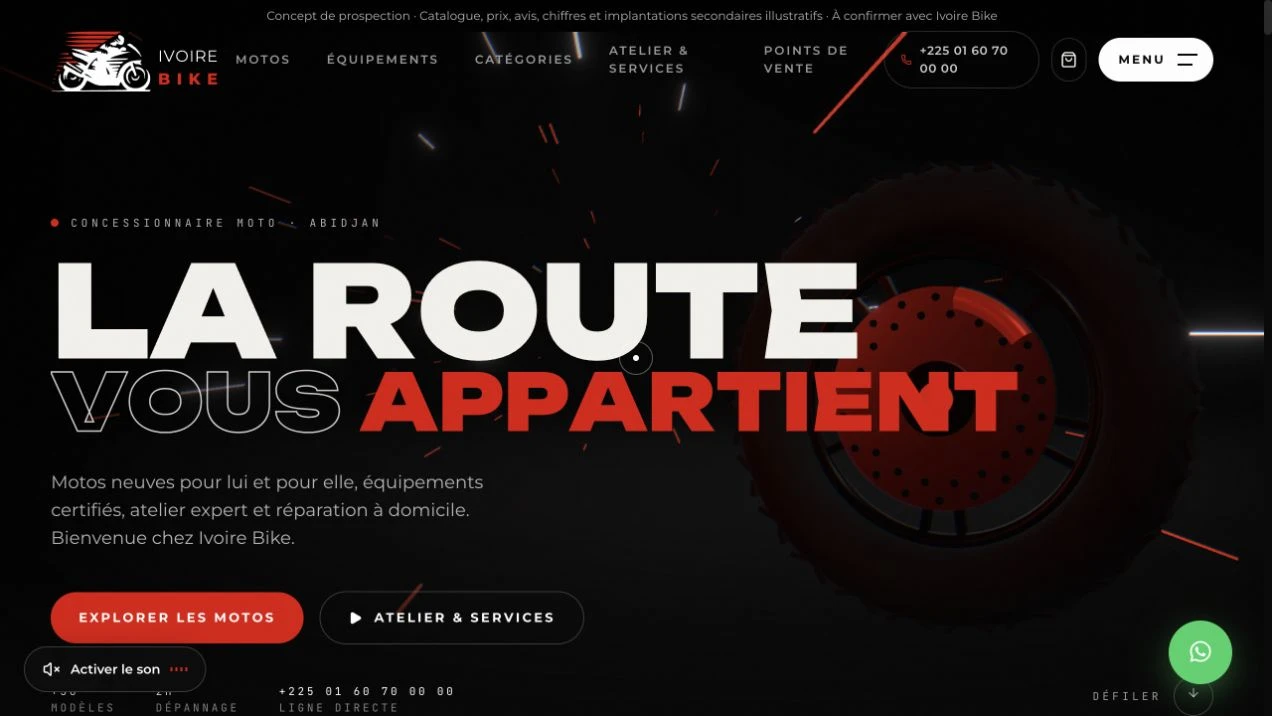 Concept de prospection · Catalogue, prix, avis, chiffres et implantations secondaires illustratifs · À confirmer avec Ivoire Bike
IVOIRE
BIKE
MOTOS
ÉQUIPEMENTS
CATÉGORIES
ATELIER &
SERVICES
POINTS DE
VENTE
+225 01 60 70
00 00
MENU
CONCESSIONNAIRE MOTO · ABIDJAN
LA ROUTE
VOUS APPARTIENT
Motos neuves pour lui et pour elle, équipements
certifiés, atelier expert et réparation à domicile.
Bienvenue chez Ivoire Bike.
EXPLORER LES MOTOS
ATELIER & SERVICES
Activer le son
+225 01 60 70 00 00
MODÈLES
DÉPANNAGE
LIGNE DIRECTE
DÉFILER